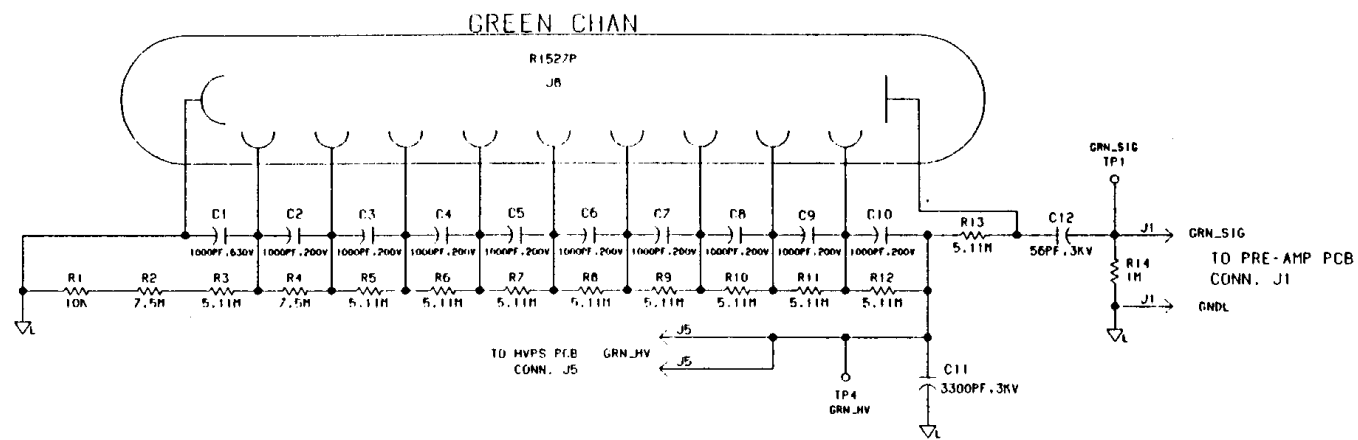 GREEN CHAN
R1527P
J8
GRN_SIG
TP1
C1 C2 C3 C4 C5 C6 C7 C8 C9 C10 R13 C12 J1 GRN_SIG
1000PF,630V 1000PF,200V 1000PF,200V 1000PF,200V 1000PF,200V 1000PF,200V 1000PF,200V 1000PF,200V 1000PF,200V 1000PF,200V 5.11M 56PF,3KV
TO PRE-AMP PCB
CONN. J1
R14
1M
R1 R2 R3 R4 R5 R6 R7 R8 R9 R10 R11 R12
10K 7.5M 5.11M 7.5M 5.11M 5.11M 5.11M 5.11M 5.11M 5.11M 5.11M 5.11M
J1 GNDL
L
L
TO HVPS PCB
CONN. J5
GRN_HV
J5
J5
C11
3300PF,3KV
TP4
GRN_HV
L